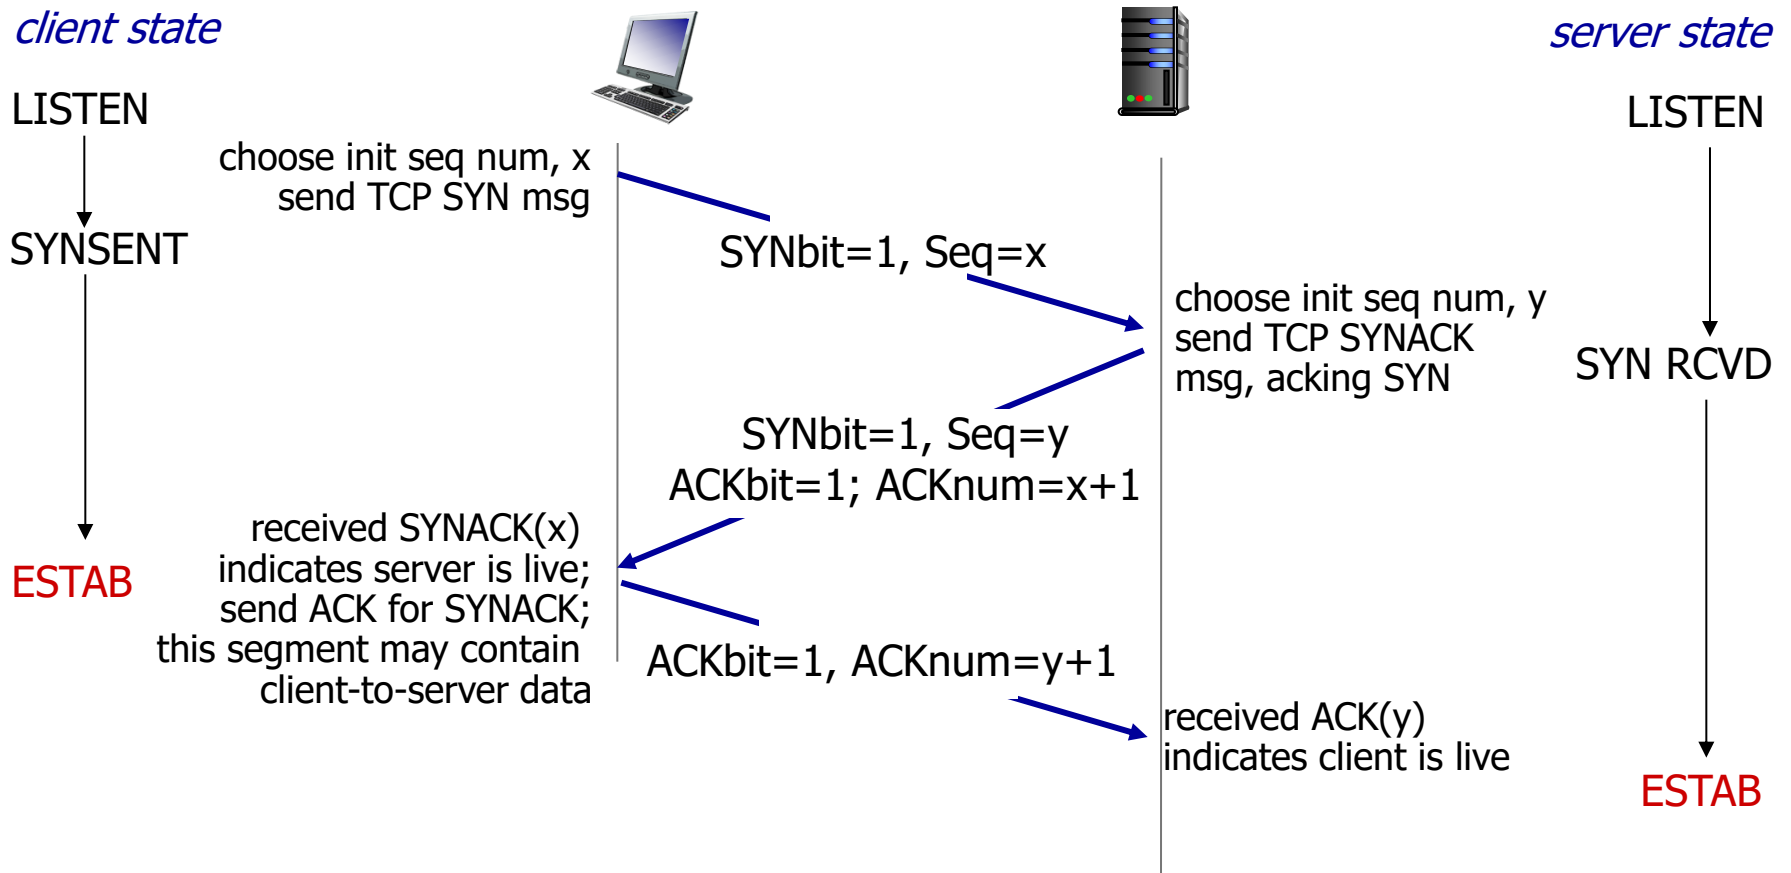 client state
server state
LISTEN
LISTEN
choose init seq num, x
send TCP SYN msg
SYNSENT
SYNbit=1, Seq=x
choose init seq num, y
send TCP SYNACK
msg, acking SYN
SYN RCVD
SYNbit=1, Seq=y
ACKbit=1; ACKnum=x+1
received SYNACK(x)
indicates server is live;
send ACK for SYNACK;
this segment may contain
client-to-server data
ESTAB
ACKbit=1, ACKnum=y+1
received ACK(y)
indicates client is live
ESTAB